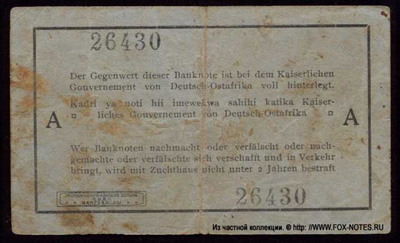 26430
Der Gegenwert dieser Banknote ist bei dem Kaiserlichen
Gouvernement von Deutsch-Ostafrika voll hinterlegt.
Kadri ya noti hii imewekwa sahihi katika Kaiser-
liches Gouvernement von Deutsch-Ostafrika
A
A
Wer Banknoten nachmacht oder verfälscht oder nach-
gemachte oder verfälschte sich verschafft und in Verkehr
bringt, wird mit Zuchthaus nicht unter 2 Jahren bestraft
26430
Из частной коллекции. © http://WWW.FOX-NOTES.RU